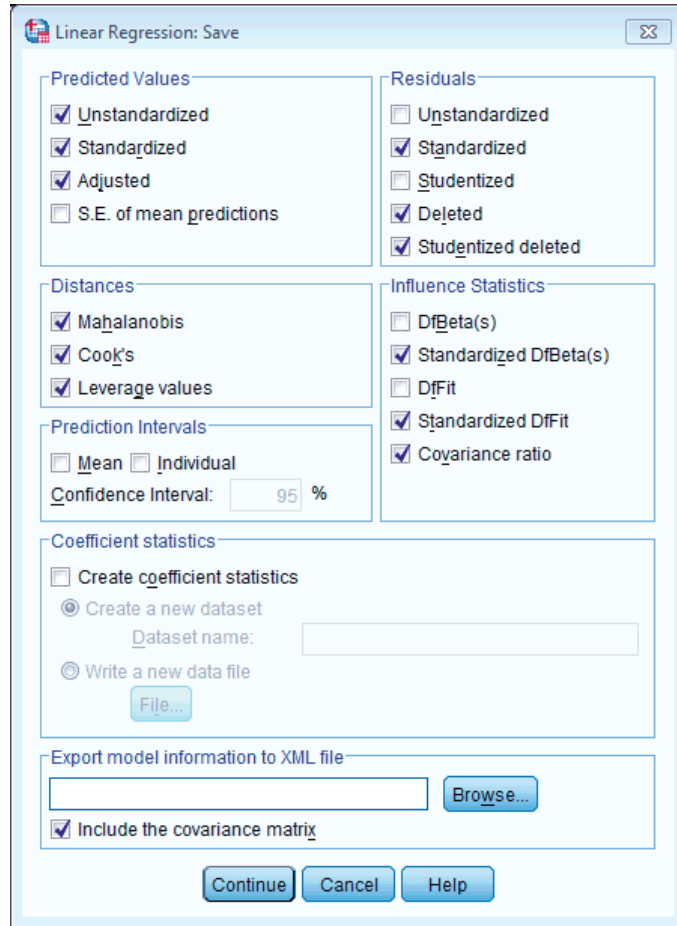 Linear Regression: Save
Predicted Values
Unstandardized
Standardized
Adjusted
S.E. of mean predictions
Residuals
Unstandardized
Standardized
Studentized
Deleted
Studentized deleted
Distances
Mahalanobis
Cook's
Leverage values
Influence Statistics
DfBeta(s)
Standardized DfBeta(s)
DfFit
Standardized DfFit
Covariance ratio
Prediction Intervals
Mean Individual
Confidence Interval: 95 %
Coefficient statistics
Create coefficient statistics
Create a new dataset
Dataset name:
Write a new data file
File...
Export model information to XML file
Browse...
Include the covariance matrix
Continue Cancel Help